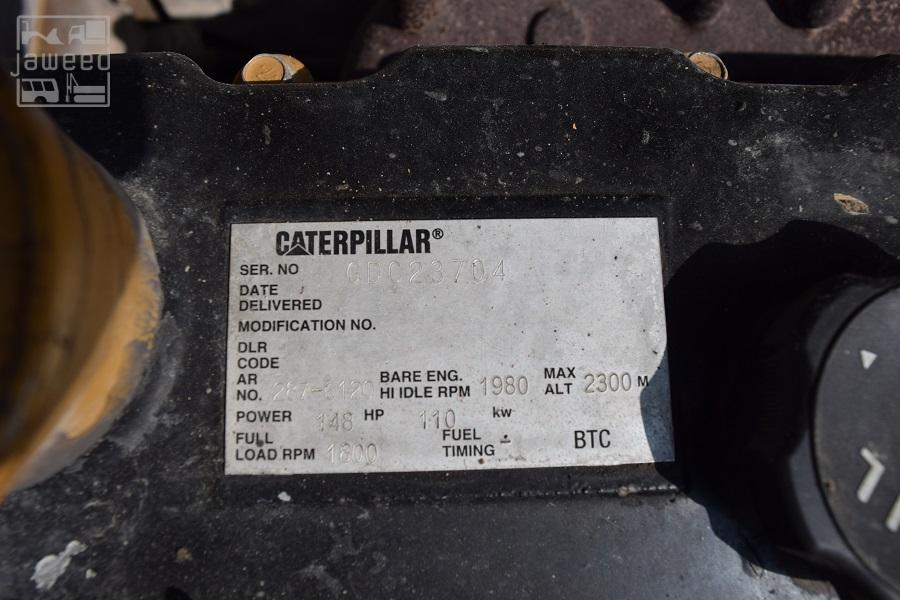 jaweed
CATERPILLAR®
SER. NO GDC23704
DATE
DELIVERED
MODIFICATION NO.
DLR
CODE
AR
NO.
BARE ENG.
HI IDLE RPM 1980
MAX
ALT 2300 M
POWER 148 HP 110 kw
FULL
LOAD RPM 1800
FUEL
TIMING - BTC